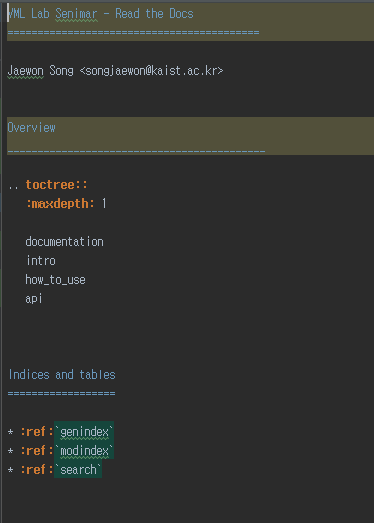 VML Lab Senimar - Read the Docs
==========================================
Jaewon Song <songjaewon@kaist.ac.kr>
Overview
-------------------------------------------
.. toctree::
:maxdepth: 1
documentation
intro
how_to_use
api
Indices and tables
==================
* :ref:`genindex`
* :ref:`modindex`
* :ref:`search`